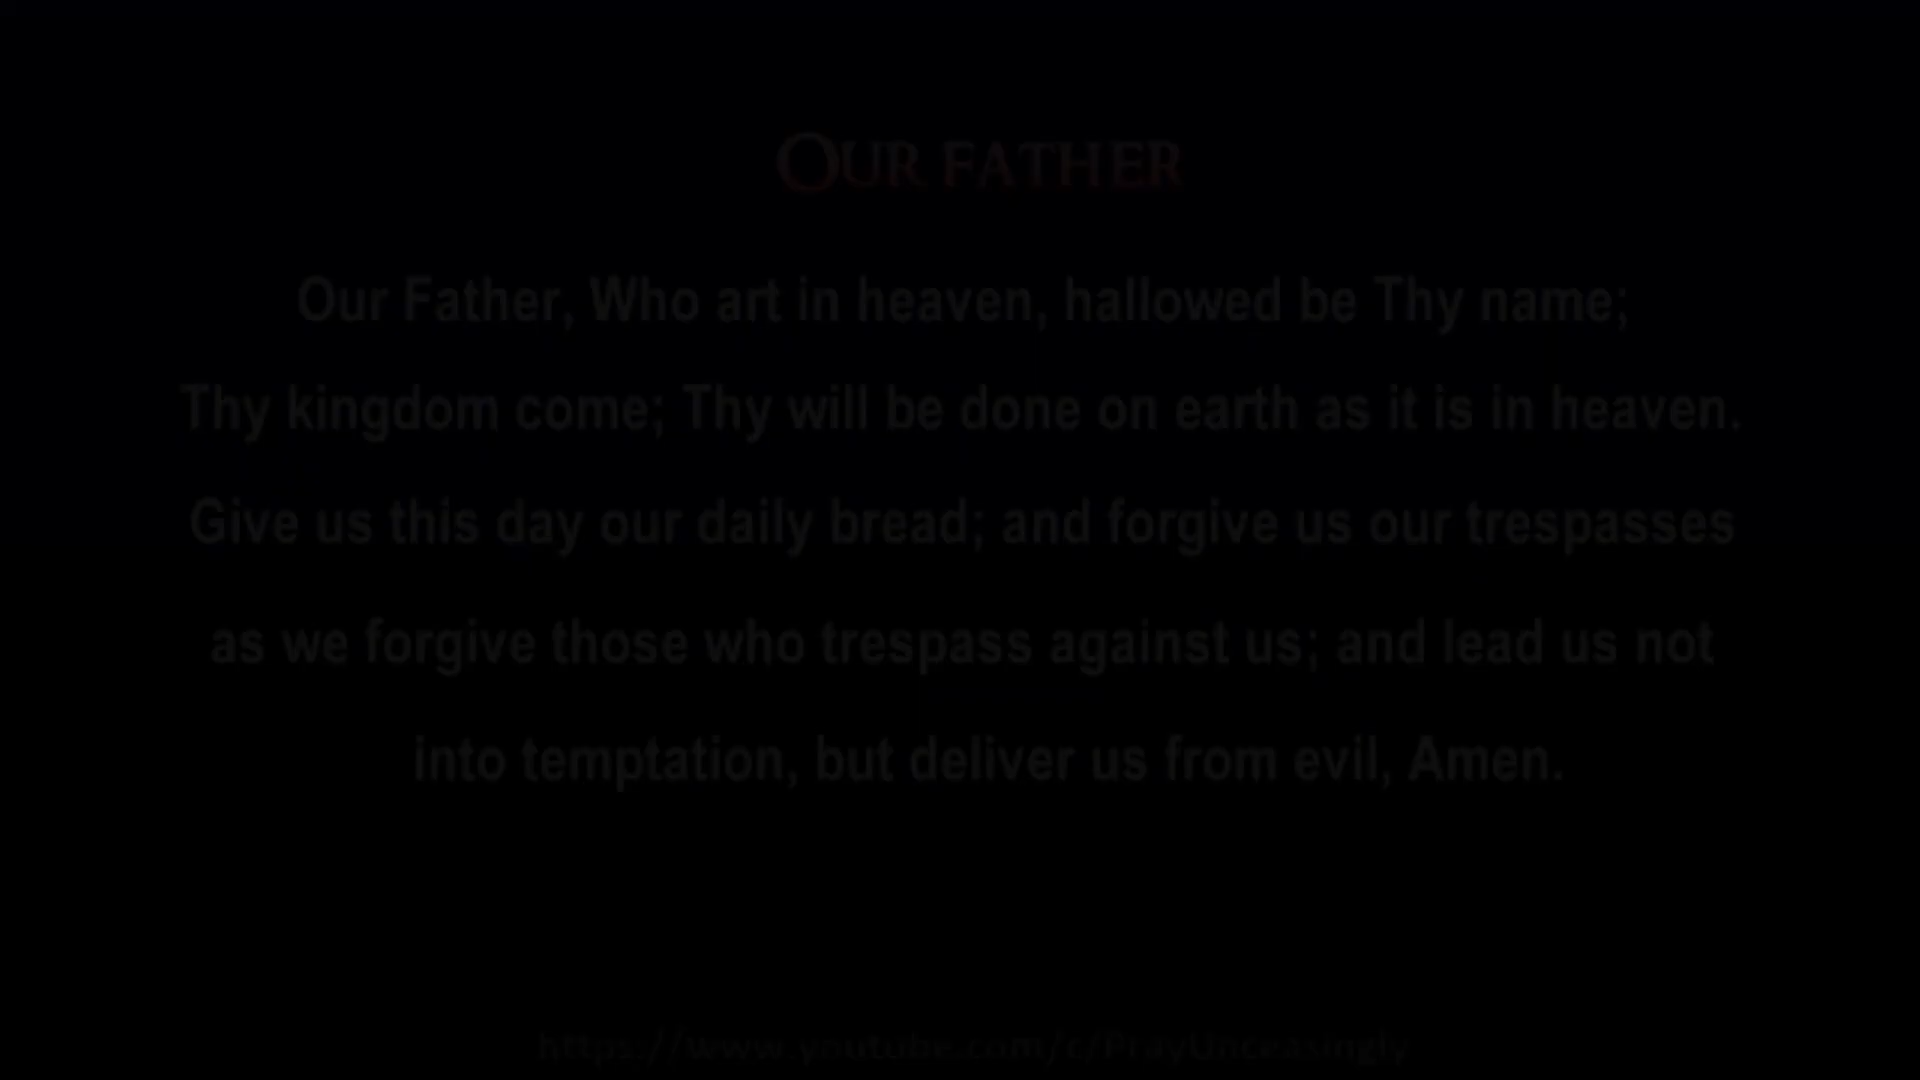 OUR FATHER
Our Father, Who art in heaven, hallowed be Thy name;
Thy kingdom come; Thy will be done on earth as it is in heaven.
Give us this day our daily bread; and forgive us our trespasses
as we forgive those who trespass against us; and lead us not
into temptation, but deliver us from evil, Amen.
https://www.youtube.com/c/PrayUnceasingly